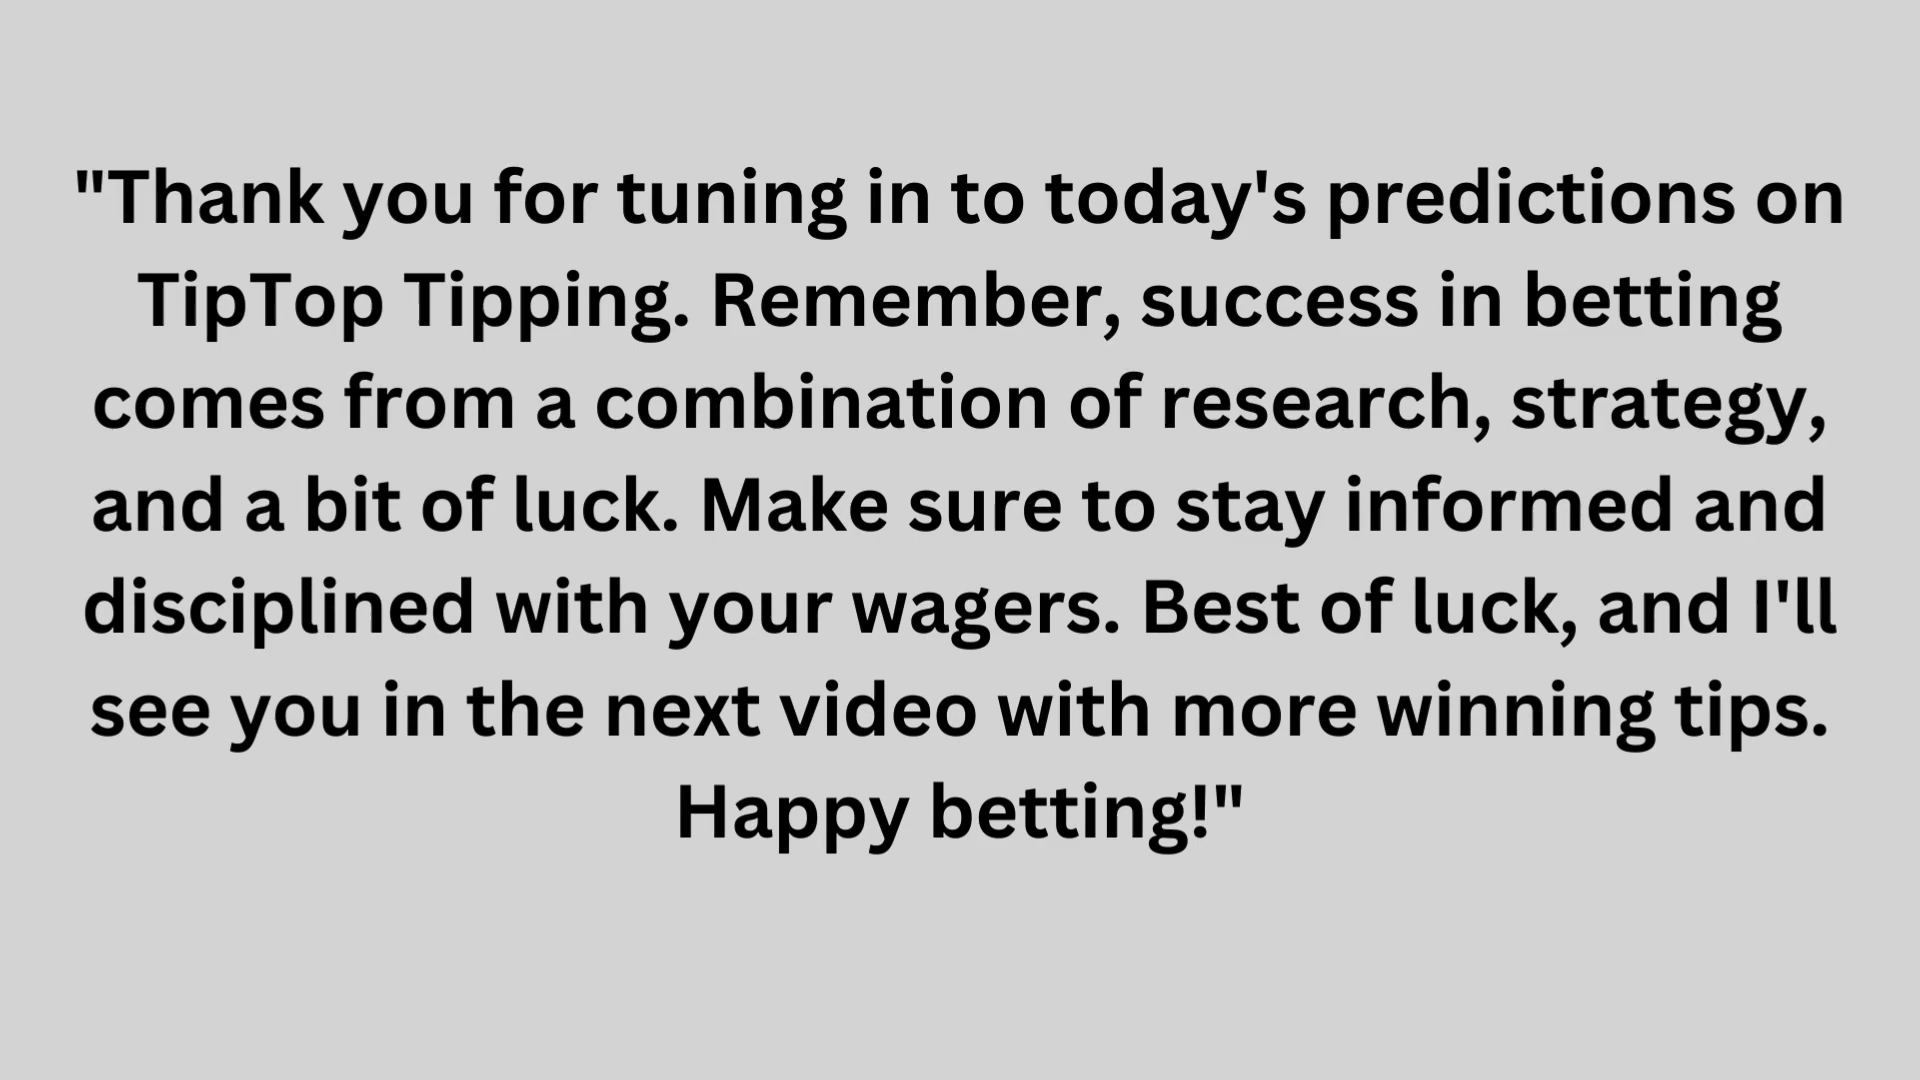 "Thank you for tuning in to today's predictions on
TipTop Tipping. Remember, success in betting
comes from a combination of research, strategy,
and a bit of luck. Make sure to stay informed and
disciplined with your wagers. Best of luck, and I'll
see you in the next video with more winning tips.
Happy betting!"